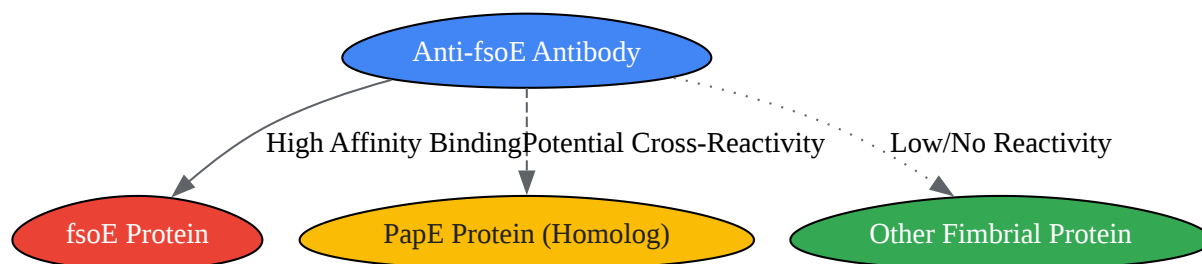 Anti-fsoE Antibody
High Affinity Binding
Potential Cross-Reactivity
Low/No Reactivity
fsoE Protein
PapE Protein (Homolog)
Other Fimbrial Protein